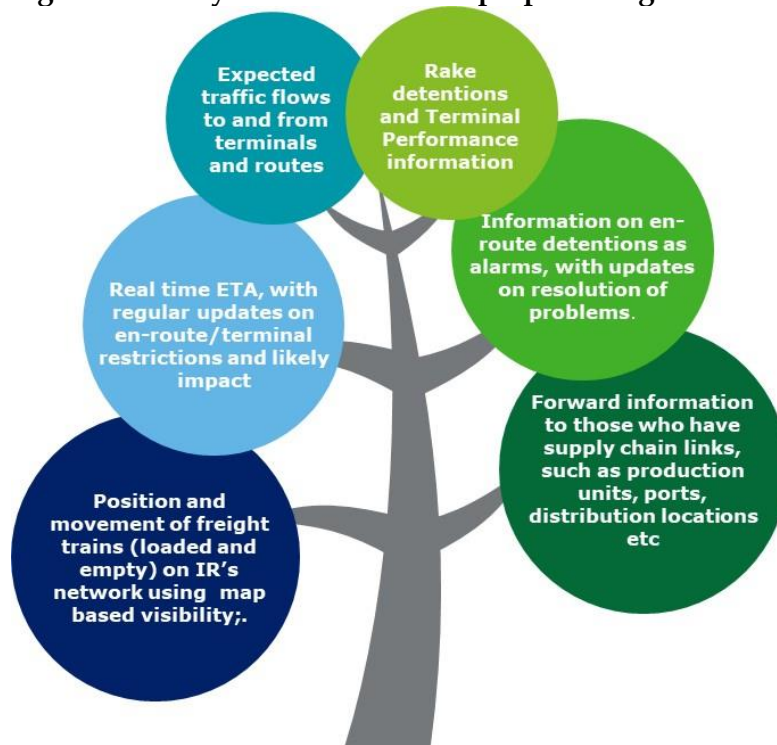 Expected
traffic flows
to and from
terminals
and routes
Rake
detentions
and Terminal
Performance
information
Information on en-
route detentions as
alarms, with updates
on resolution of
problems.
Real time ETA, with
regular updates on
en-route/terminal
restrictions and likely
impact
Forward information
to those who have
supply chain links,
such as production
units, ports,
distribution locations
etc
Position and
movement of freight
trains (loaded and
empty) on IR’s
network using map
based visibility;.